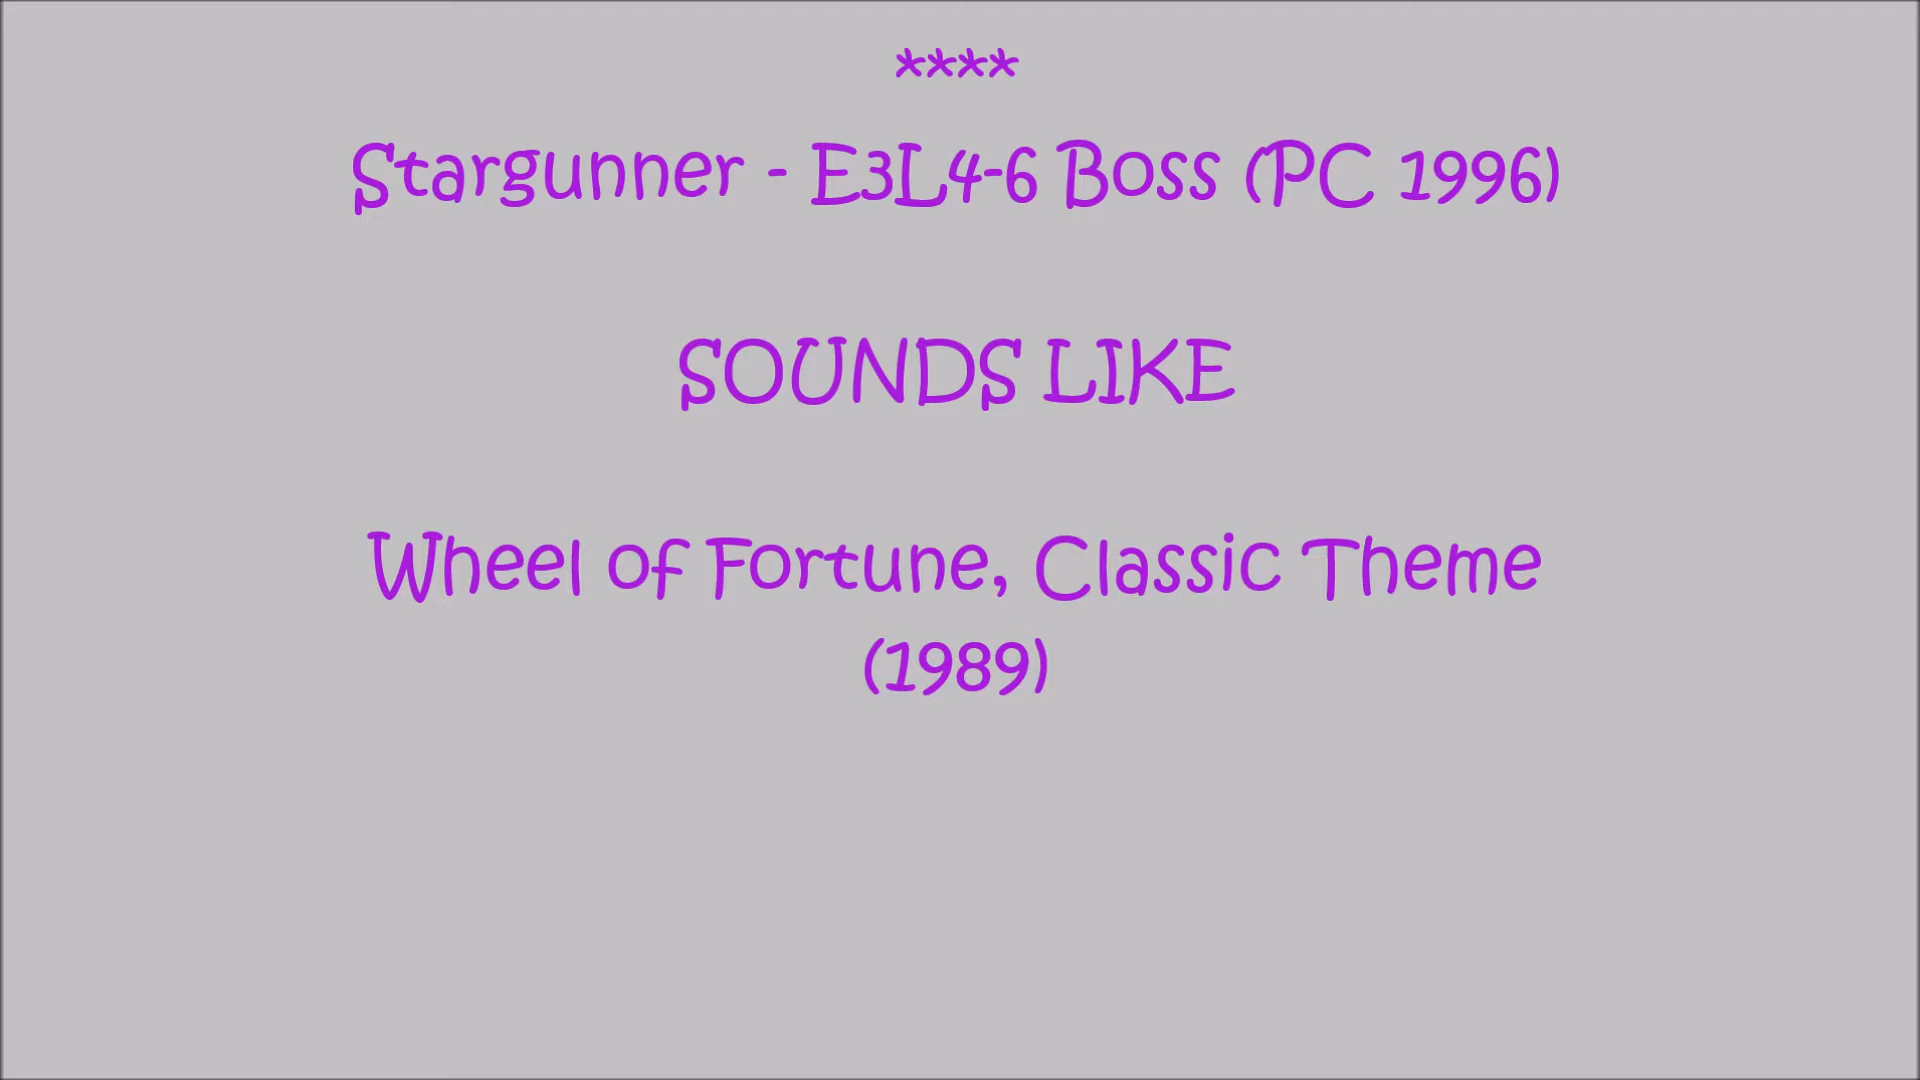 ****
Stargunner - E3L4-6 Boss (PC 1996)
SOUNDS LIKE
Wheel of Fortune, Classic Theme
(1989)